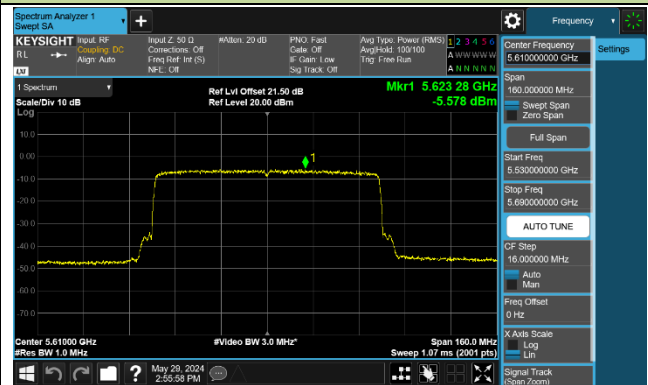 Spectrum Analyzer 1
Swept SA
+
Frequency
KEYSIGHT
RL
LXI
Input: RF
Coupling: DC
Align: Auto
Input Z: 50 Ω
Corrections: Off
Freq Ref: Int (S)
NFE: Off
#Atten: 20 dB
PNO: Fast
Gate: Off
IF Gain: Low
Sig Track: Off
Avg Type: Power (RMS)
Avg|Hold: 100/100
Trig: Free Run
1 2 3 4 5 6
A W W W W W
A N N N N N
1 Spectrum
Scale/Div 10 dB
Log
Ref Lvl Offset 21.50 dB
Ref Level 20.00 dBm
Mkr1 5.623 28 GHz
-5.578 dBm
10.0
0.00
-10.0
-20.0
-30.0
-40.0
-50.0
-60.0
-70.0
1
Center 5.61000 GHz
#Res BW 1.0 MHz
#Video BW 3.0 MHz*
Span 160.0 MHz
Sweep 1.07 ms (2001 pts)
May 29, 2024
2:55:58 PM
Center Frequency
5.610000000 GHz
Settings
Span
160.000000 MHz
Swept Span
Zero Span
Full Span
Start Freq
5.530000000 GHz
Stop Freq
5.690000000 GHz
AUTO TUNE
CF Step
16.000000 MHz
Auto
Man
Freq Offset
0 Hz
X Axis Scale
Log
Lin
Signal Track
(Span Zoom)